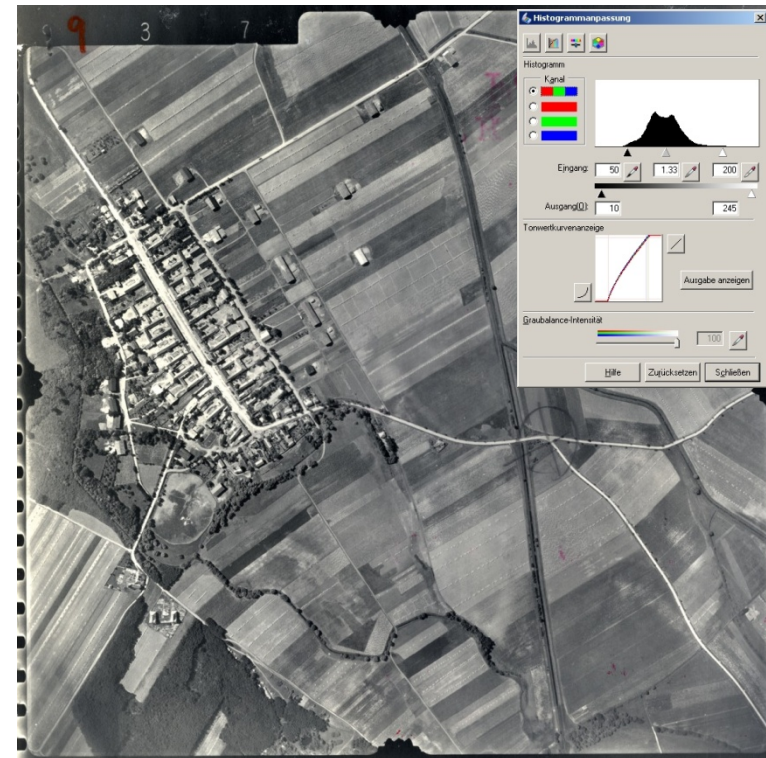 9 9 3 7
Histogrammanpassung
Histogramm
Kanal
Eingang: 50 1.33 200
Ausgang(O): 10 245
Tonwertkurvenanzeige
Ausgabe anzeigen
Graubalance-Intensität
100
Hilfe Zurücksetzen Schließen